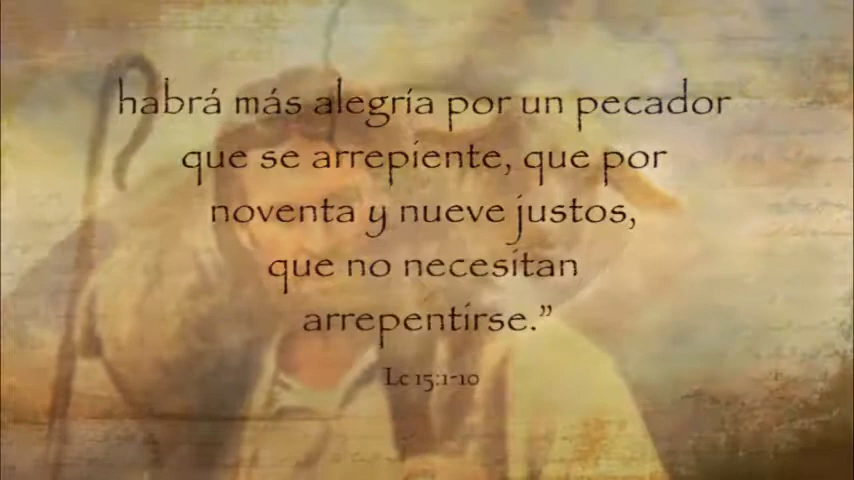 habrá más alegría por un pecador
que se arrepiente, que por
noventa y nueve justos,
que no necesitan
arrepentirse.”
Lc 15:1-10